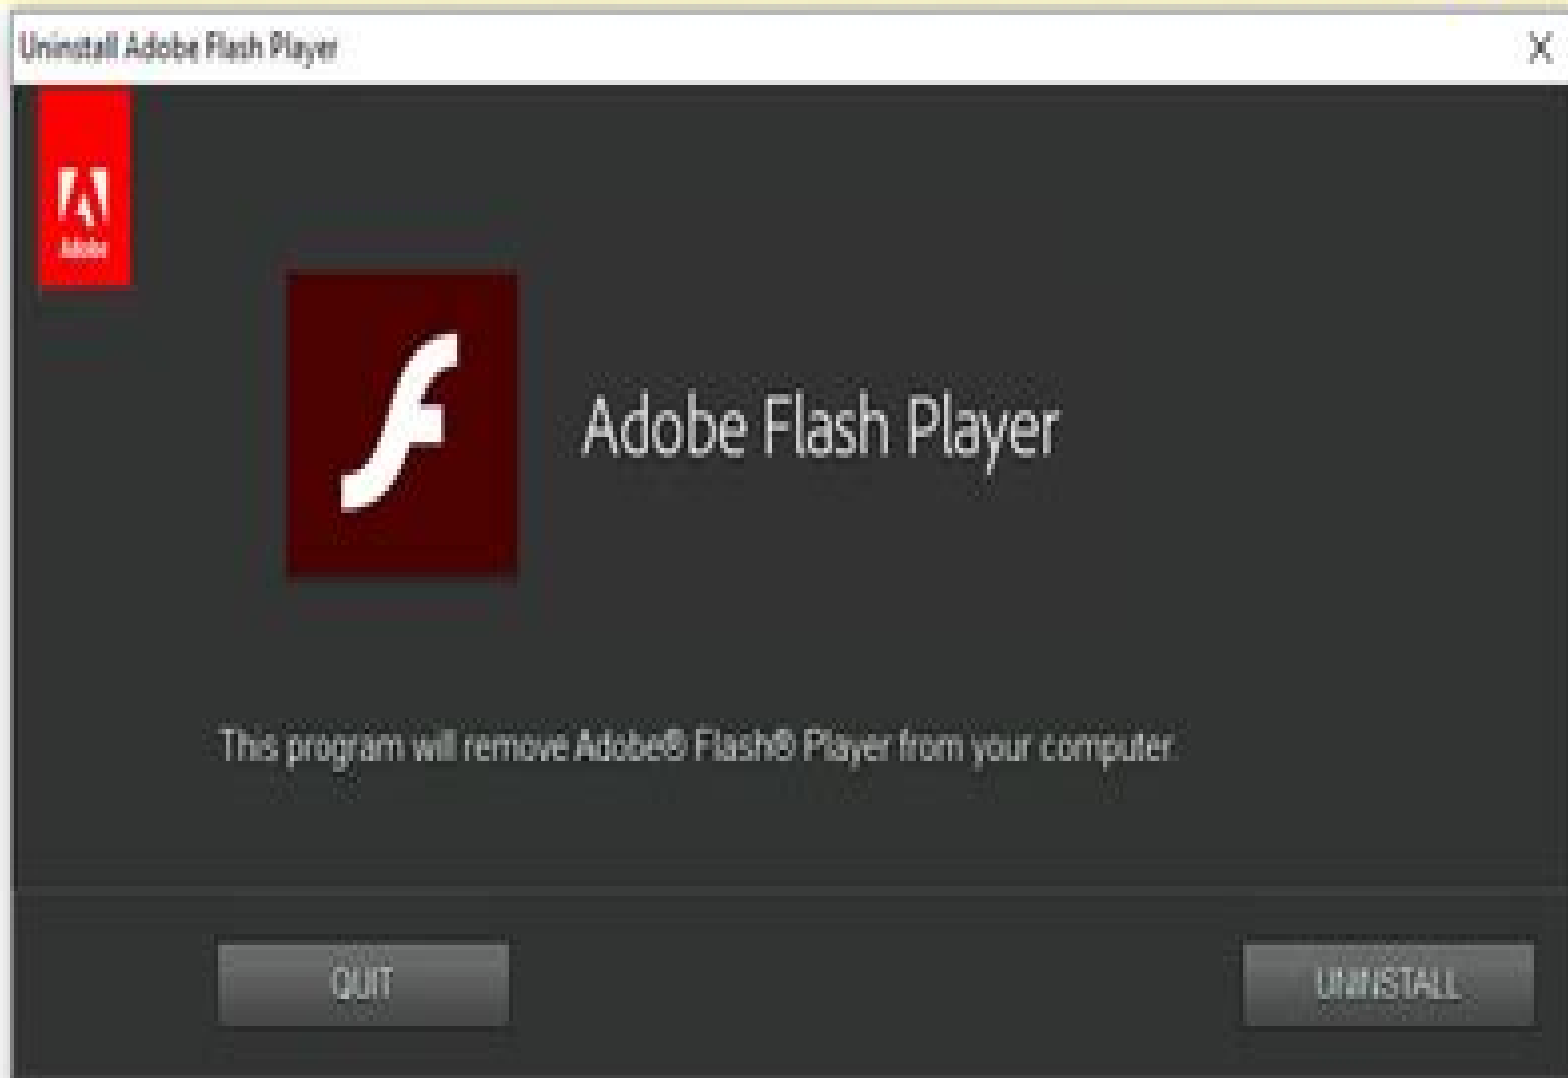 Uninstall Adobe Flash Player X
Adobe
Adobe Flash Player
This program will remove Adobe® Flash® Player from your computer.
QUIT
UNINSTALL